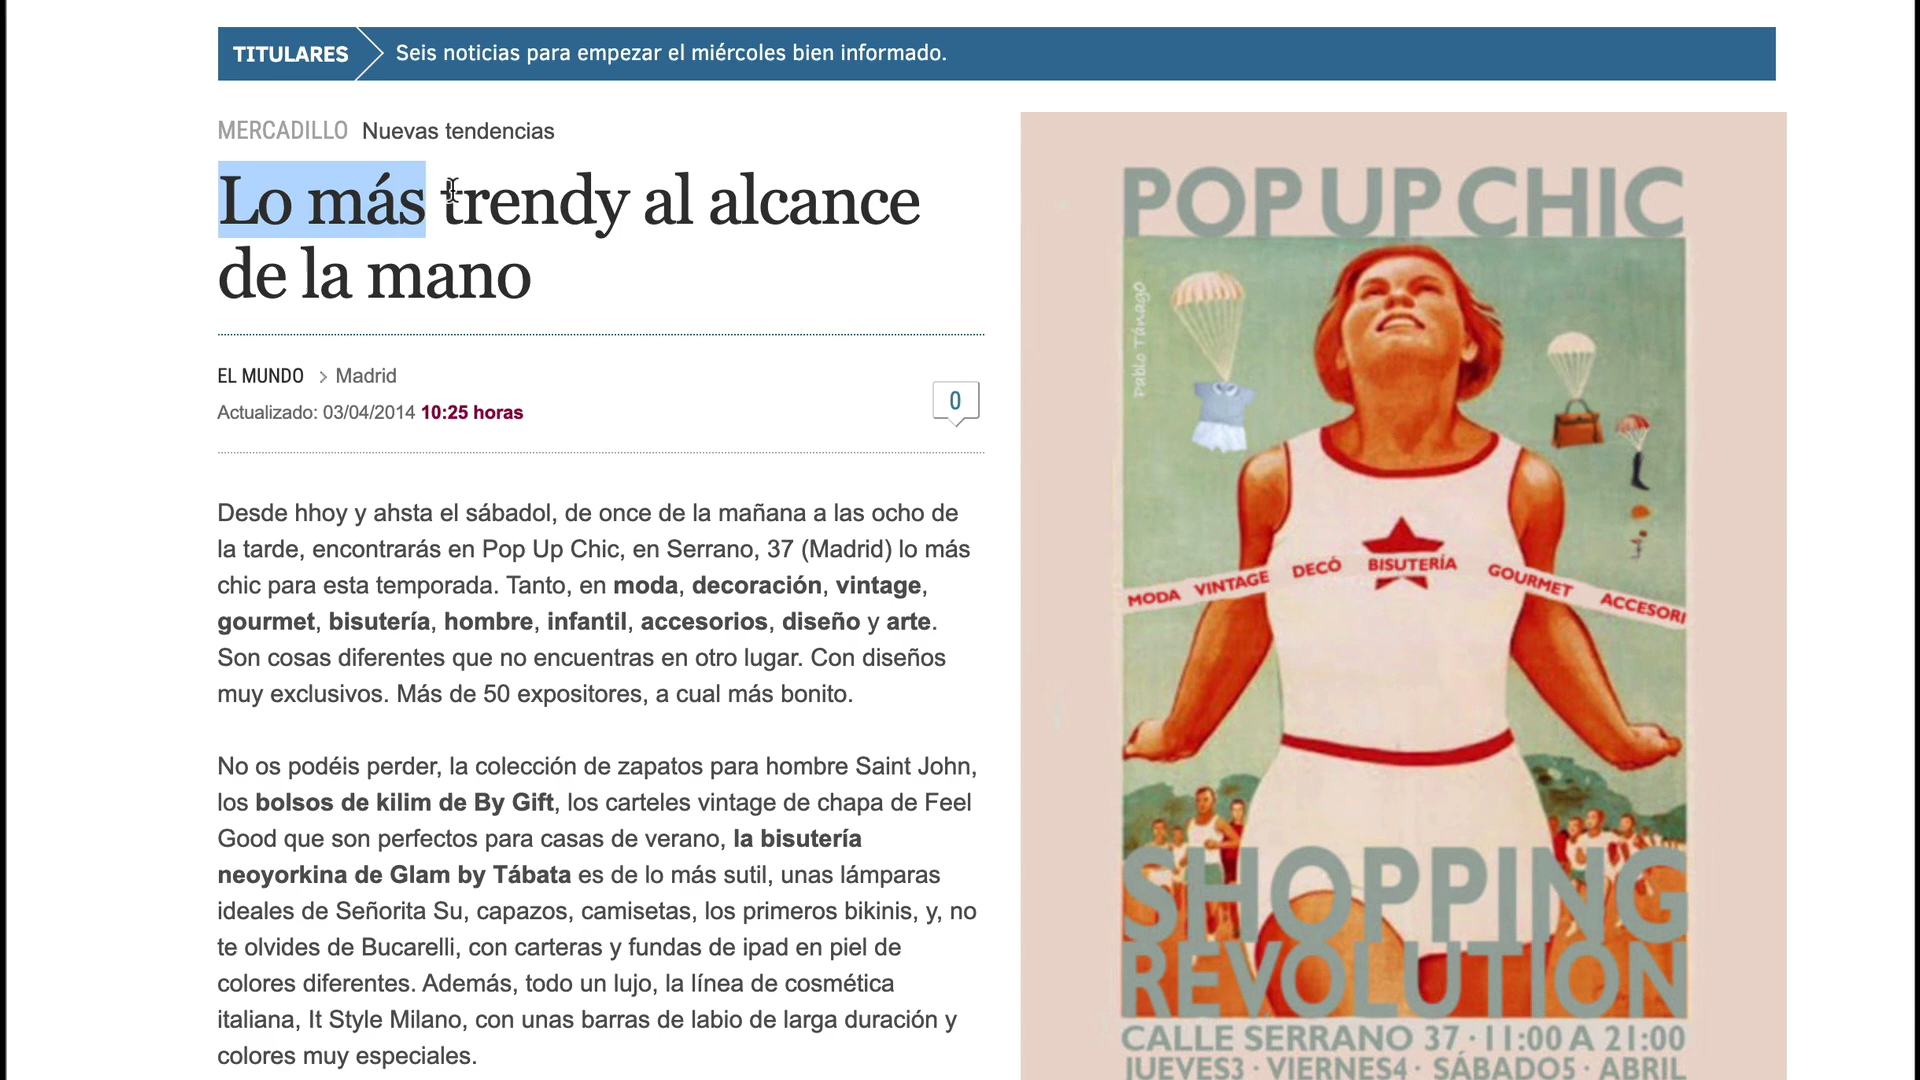 TITULARES Seis noticias para empezar el miércoles bien informado.
MERCADILLO Nuevas tendencias
Lo más trendy al alcance
de la mano
EL MUNDO > Madrid
Actualizado: 03/04/2014 10:25 horas
0
Desde hhoy y ahsta el sábadol, de once de la mañana a las ocho de
la tarde, encontrarás en Pop Up Chic, en Serrano, 37 (Madrid) lo más
chic para esta temporada. Tanto, en moda, decoración, vintage,
gourmet, bisutería, hombre, infantil, accesorios, diseño y arte.
Son cosas diferentes que no encuentras en otro lugar. Con diseños
muy exclusivos. Más de 50 expositores, a cual más bonito.
No os podéis perder, la colección de zapatos para hombre Saint John,
los bolsos de kilim de By Gift, los carteles vintage de chapa de Feel
Good que son perfectos para casas de verano, la bisutería
neoyorkina de Glam by Tábata es de lo más sutil, unas lámparas
ideales de Señorita Su, capazos, camisetas, los primeros bikinis, y, no
te olvides de Bucarelli, con carteras y fundas de ipad en piel de
colores diferentes. Además, todo un lujo, la línea de cosmética
italiana, It Style Milano, con unas barras de labio de larga duración y
colores muy especiales.
POP UP CHIC
Pablo Tánago
MODA VINTAGE DECÓ BISUTERÍA GOURMET ACCESORI
SHOPPING
REVOLUTION
CALLE SERRANO 37 · 11:00 A 21:00
JUEVES3 · VIERNES4 · SÁBADO5 · ABRIL